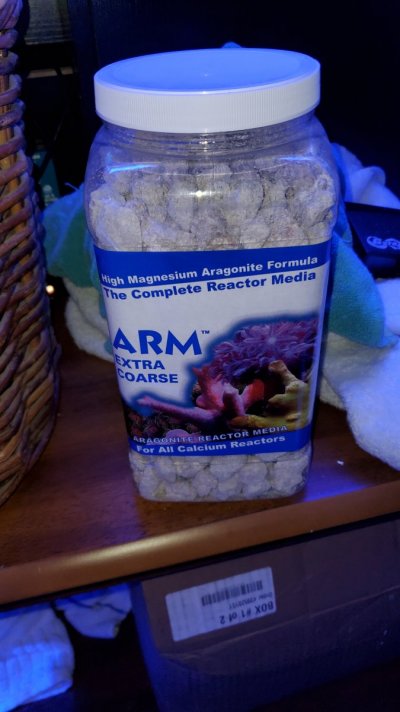 High Magnesium Aragonite Formula
The Complete Reactor Media
ARM™
EXTRA
COARSE
ARAGONITE REACTOR MEDIA
For All Calcium Reactors
BOX #1 of 2